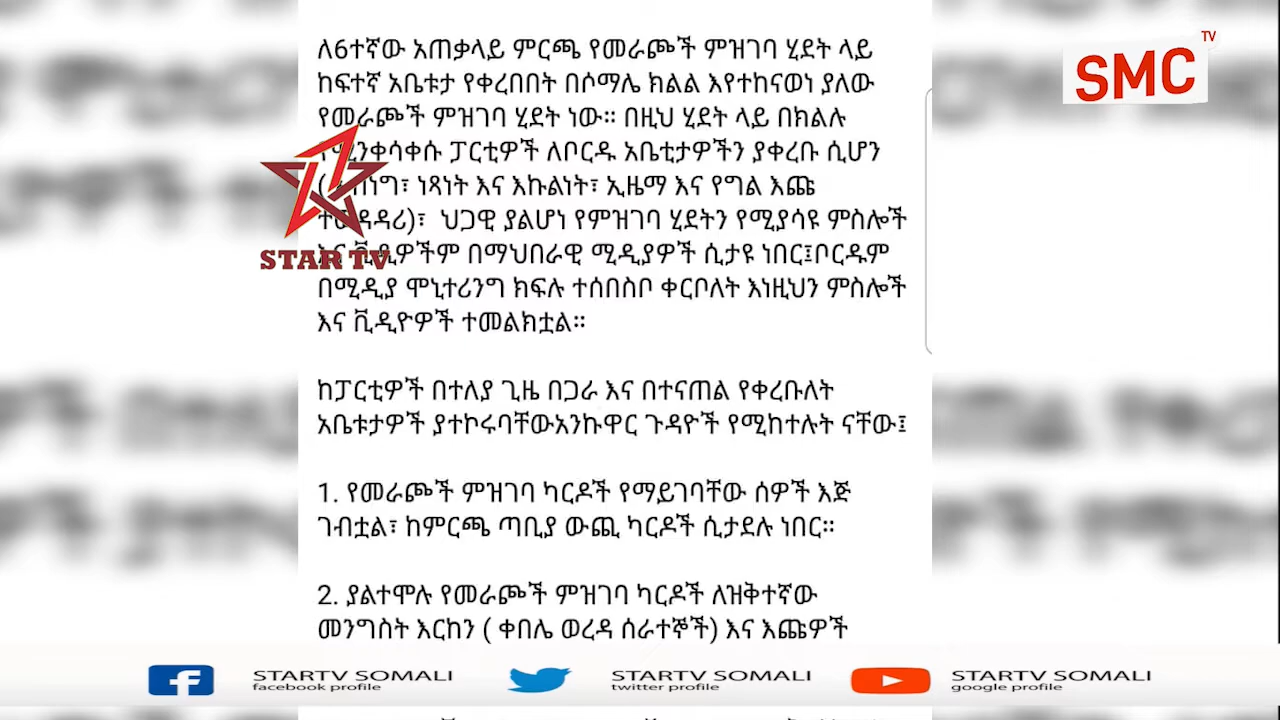 ለ6ተኛው አጠቃላይ ምርጫ የመራጮች ምዝገባ ሂደት ላይ
ከፍተኛ አቤቱታ የቀረበበት በሶማሌ ክልል እየተከናወነ ያለው
የመራጮች ምዝገባ ሂደት ነው። በዚህ ሂደት ላይ በክልሉ
ፓርቲዎች ለቦርዱ አቤቲታዎችን ያቀረቡ ሲሆን
ነጻነት እና እኩልነት፣ ኢዜማ እና የግል እጩ
ህጋዊ ያልሆነ የምዝገባ ሂደትን የሚያሳዩ ምስሎች
በማህበራዊ ሚዲያዎች ሲታዩ ነበር፤ቦርዱም
በሚዲያ ሞኒተሪንግ ክፍሉ ተሰበስቦ ቀርቦለት እነዚህን ምስሎች
እና ቪዲዮዎች ተመልክቷል።
ከፓርቲዎች በተለያ ጊዜ በጋራ እና በተናጠል የቀረቡለት
አቤቱታዎች ያተኮሩባቸውአንኩዋር ጉዳዮች የሚከተሉት ናቸው፤
1. የመራጮች ምዝገባ ካርዶች የማይገባቸው ሰዎች እጅ
ገብቷል፣ ከምርጫ ጣቢያ ውጪ ካርዶች ሲታደሉ ነበር።
2. ያልተሞሉ የመራጮች ምዝገባ ካርዶች ለዝቅተኛው
መንግስት እርከን ( ቀበሌ ወረዳ ሰራተኞች) እና እጩዎች
SMC TV
STAR TV
STARTV SOMALI
facebook profile
STARTV SOMALI
twitter profile
STARTV SOMALI
google profile